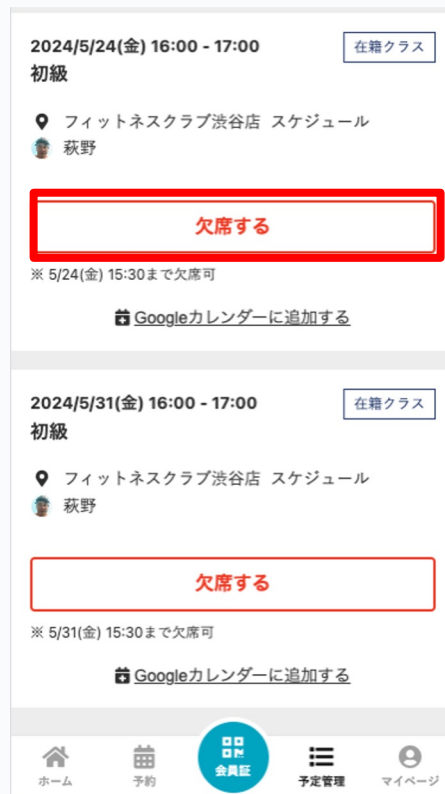 2024/5/24(金) 16:00 - 17:00
在籍クラス
初級
フィットネスクラブ渋谷店 スケジュール
萩野
欠席する
※ 5/24(金) 15:30まで欠席可
Googleカレンダーに追加する
2024/5/31(金) 16:00 - 17:00
在籍クラス
初級
フィットネスクラブ渋谷店 スケジュール
萩野
欠席する
※ 5/31(金) 15:30まで欠席可
Googleカレンダーに追加する
ホーム
予約
会員証
予定管理
マイページ